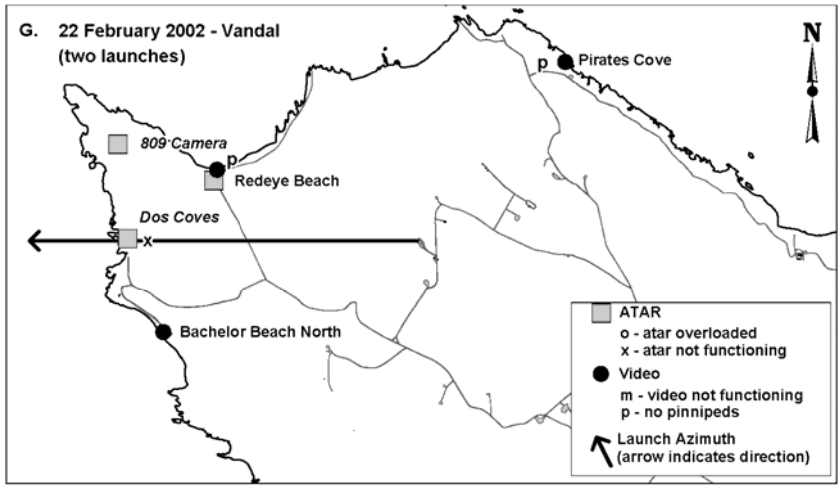 G. 22 February 2002 - Vandal
(two launches)
N
p
Pirates Cove
809 Camera
p
Redeye Beach
Dos Coves
x
Bachelor Beach North
ATAR
o - atar overloaded
x - atar not functioning
Video
m - video not functioning
p - no pinnipeds
Launch Azimuth
(arrow indicates direction)